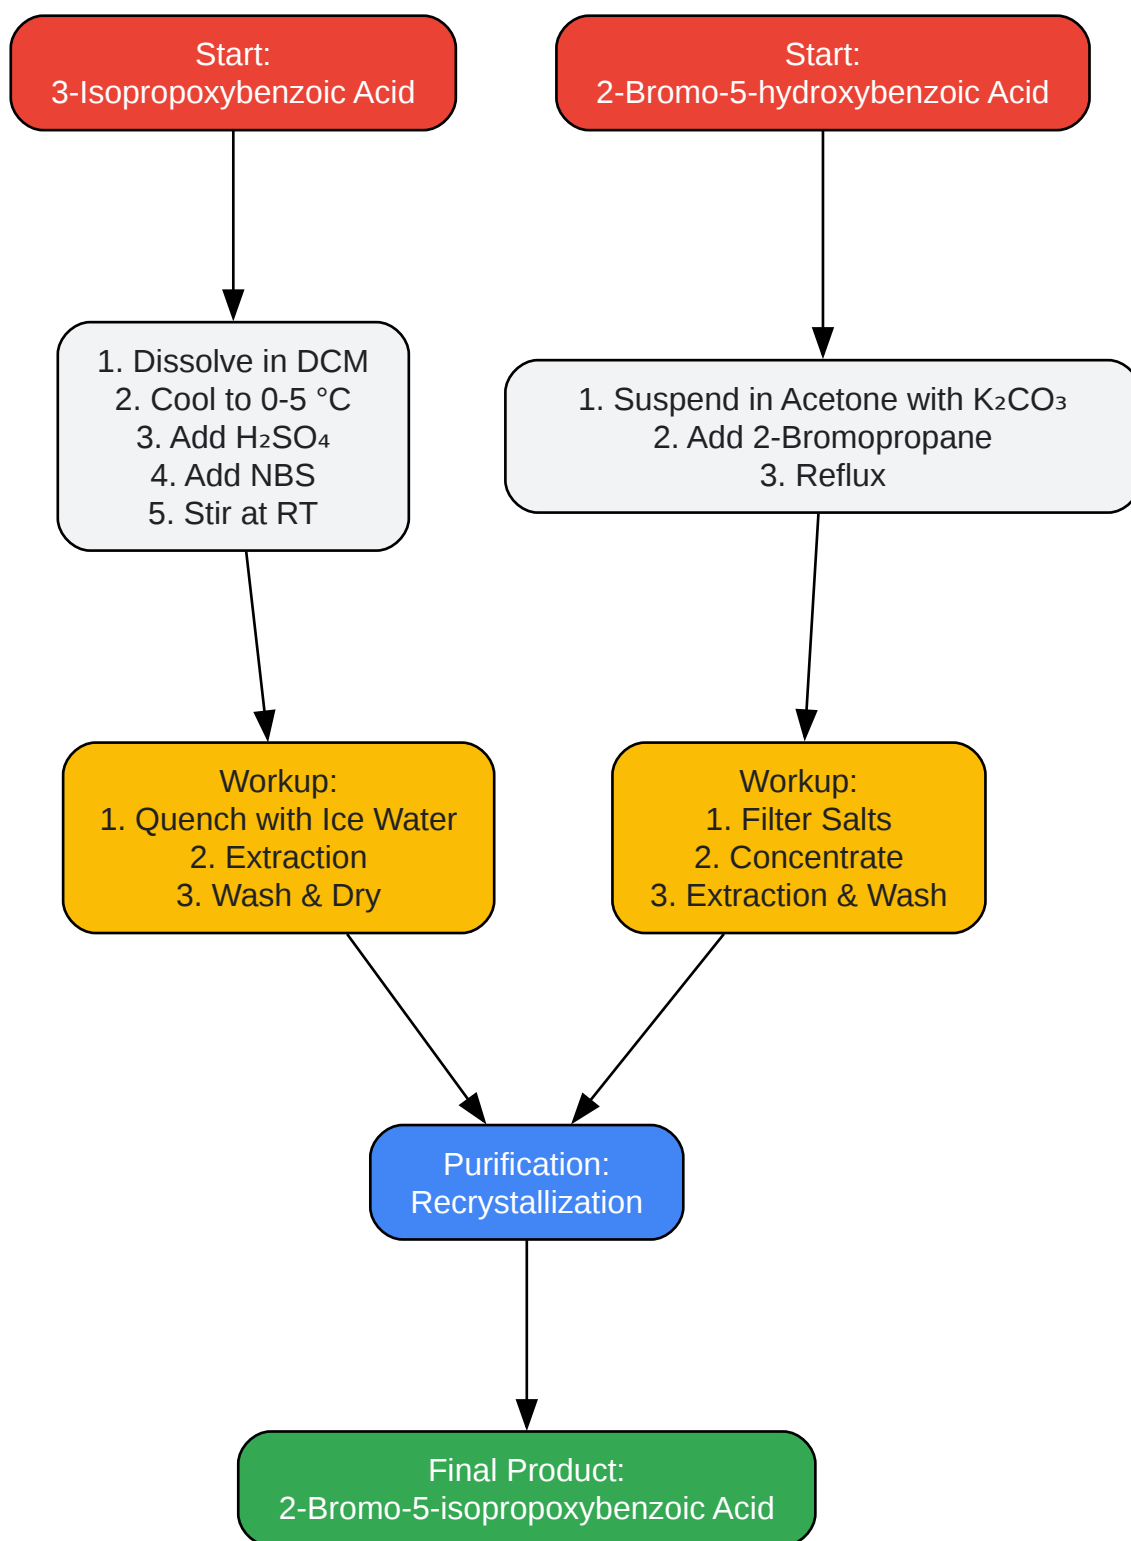 Start:
3-Isopropoxybenzoic Acid
Start:
2-Bromo-5-hydroxybenzoic Acid
1. Dissolve in DCM
2. Cool to 0-5 °C
3. Add H₂SO₄
4. Add NBS
5. Stir at RT
1. Suspend in Acetone with K₂CO₃
2. Add 2-Bromopropane
3. Reflux
Workup:
1. Quench with Ice Water
2. Extraction
3. Wash & Dry
Workup:
1. Filter Salts
2. Concentrate
3. Extraction & Wash
Purification:
Recrystallization
Final Product:
2-Bromo-5-isopropoxybenzoic Acid